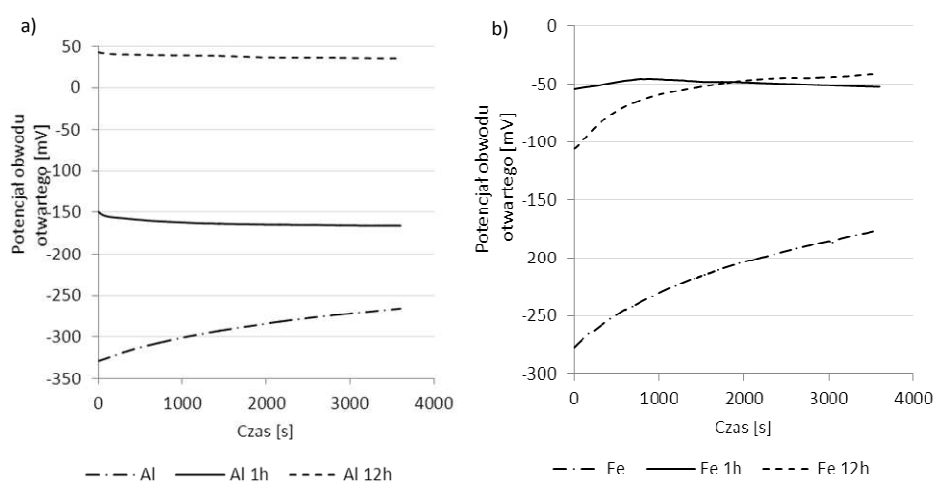 a)
Potencjał obwodu
otwartego [mV]
50
0
-50
-100
-150
-200
-250
-300
-350
0 1000 2000 3000 4000
Czas [s]
Al Al 1h Al 12h
b)
Potencjał obwodu
otwartego [mV]
0
-50
-100
-150
-200
-250
-300
0 1000 2000 3000 4000
Czas [s]
Fe Fe 1h Fe 12h